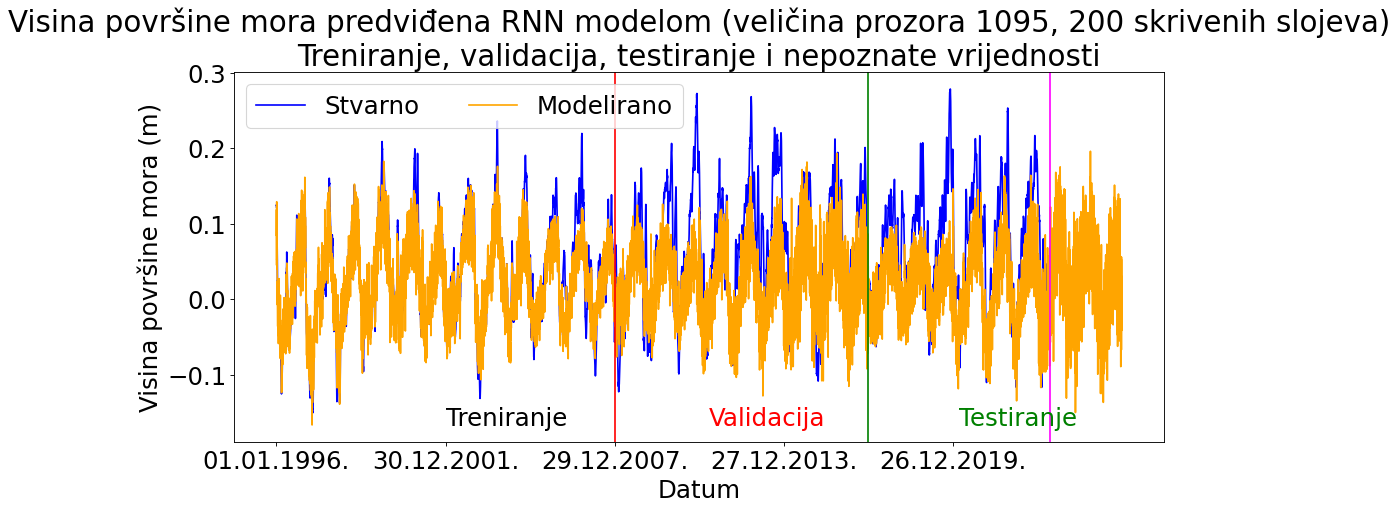 Visina površine mora predviđena RNN modelom (veličina prozora 1095, 200 skrivenih slojeva)
Treniranje, validacija, testiranje i nepoznate vrijednosti
Stvarno
Modelirano
Visina površine mora (m)
0.3
0.2
0.1
0.0
−0.1
Treniranje
Validacija
Testiranje
01.01.1996.
30.12.2001.
29.12.2007.
27.12.2013.
26.12.2019.
Datum